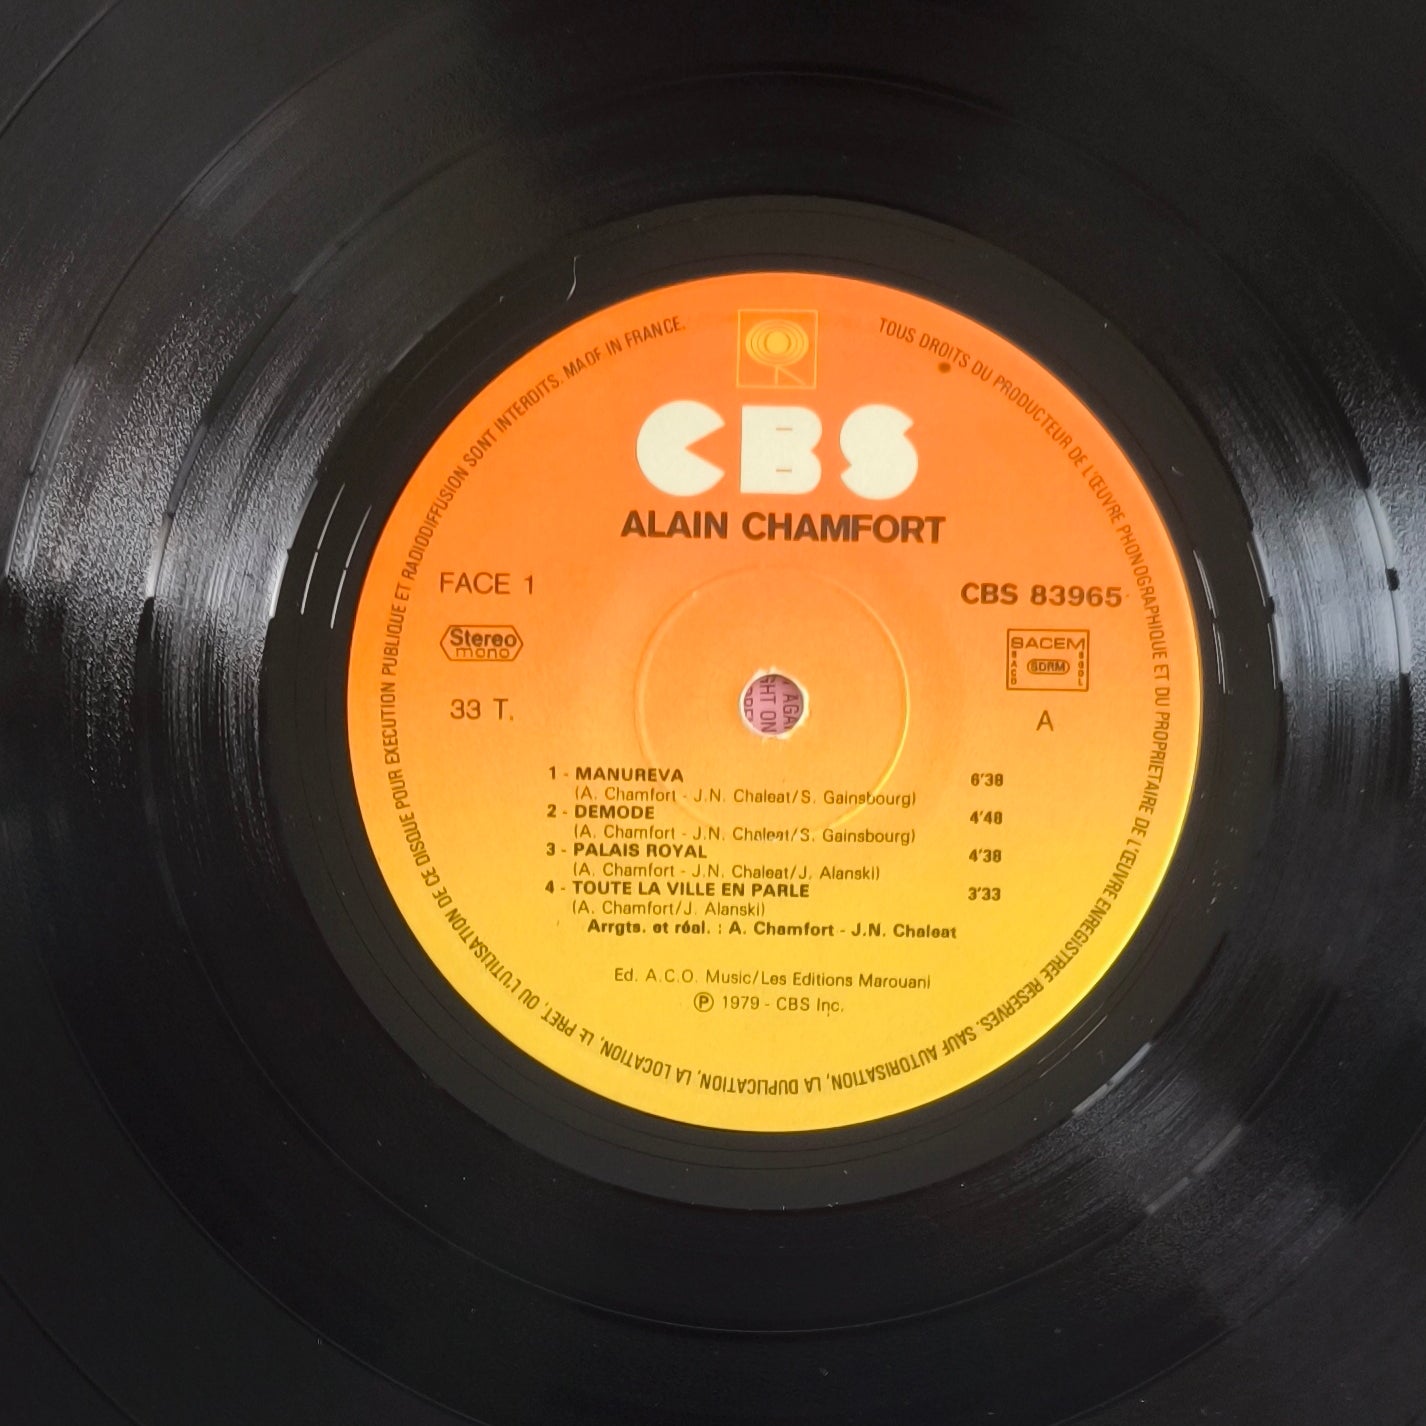 CBS
ALAIN CHAMFORT
FACE 1
CBS 83965
Stereo
mono
SACEM
SACD
SDRM
SGDL
33 T.
A
1 - MANUREVA 6'38
(A. Chamfort - J.N. Chaleat/S. Gainsbourg)
2 - DEMODE 4'48
(A. Chamfort - J.N. Chaleat/S. Gainsbourg)
3 - PALAIS ROYAL 4'38
(A. Chamfort - J.N. Chaleat/J. Alanski)
4 - TOUTE LA VILLE EN PARLE 3'33
(A. Chamfort/J. Alanski)
Arrgts. et réal. : A. Chamfort - J.N. Chaleat
Ed. A.C.O. Music/Les Editions Marouani
Ⓟ 1979 - CBS Inc.
TOUS DROITS DU PRODUCTEUR DE L'ŒUVRE PHONOGRAPHIQUE ET DU PROPRIETAIRE DE L'ŒUVRE ENREGISTREE RESERVES. SAUF AUTORISATION, LA DUPLICATION, LA LOCATION, LE PRET, OU L'UTILISATION DE CE DISQUE POUR EXECUTION PUBLIQUE ET RADIODIFFUSION SONT INTERDITS. MADE IN FRANCE.
GHT ON